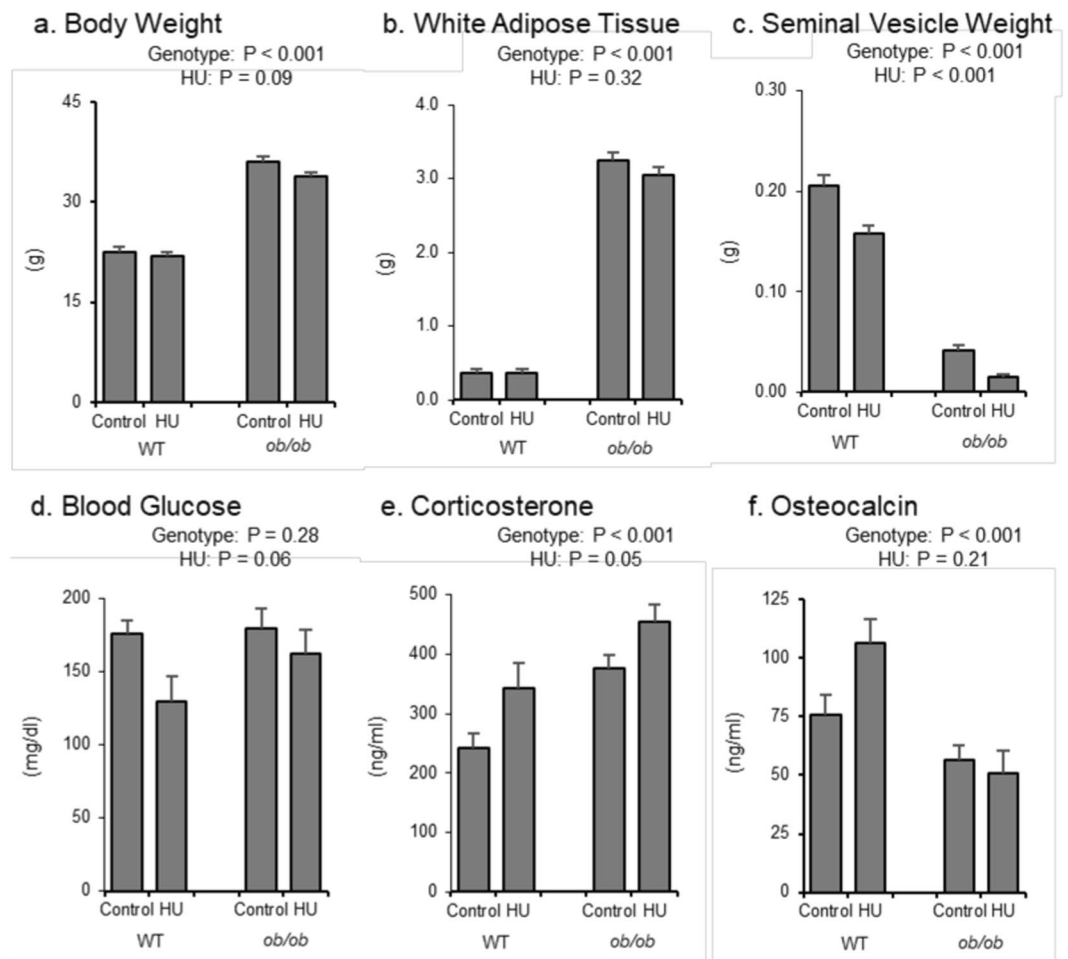 a. Body Weight
Genotype: P < 0.001
HU: P = 0.09
45
30
15
0
(g)
Control HU
Control HU
WT
ob/ob
b. White Adipose Tissue
Genotype: P < 0.001
HU: P = 0.32
4.0
3.0
2.0
1.0
0.0
(g)
Control HU
Control HU
WT
ob/ob
c. Seminal Vesicle Weight
Genotype: P < 0.001
HU: P < 0.001
0.30
0.20
0.10
0.00
(g)
Control HU
Control HU
WT
ob/ob
d. Blood Glucose
Genotype: P = 0.28
HU: P = 0.06
200
150
100
50
0
(mg/dl)
Control HU
Control HU
WT
ob/ob
e. Corticosterone
Genotype: P < 0.001
HU: P = 0.05
500
400
300
200
100
0
(ng/ml)
Control HU
Control HU
WT
ob/ob
f. Osteocalcin
Genotype: P < 0.001
HU: P = 0.21
125
100
75
50
25
0
(ng/ml)
Control HU
Control HU
WT
ob/ob